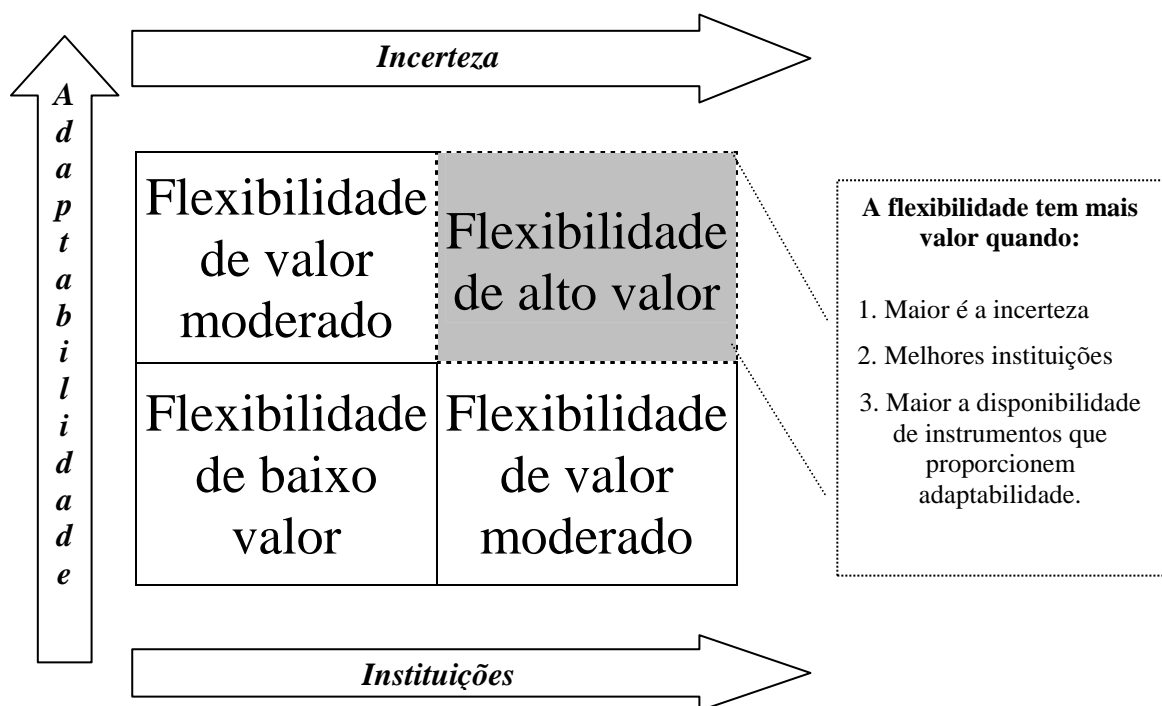 Incerteza
Adaptabilidade
Flexibilidade
de valor
moderado
Flexibilidade
de alto valor
Flexibilidade
de baixo
valor
Flexibilidade
de valor
moderado
A flexibilidade tem mais
valor quando:
1. Maior é a incerteza
2. Melhores instituições
3. Maior a disponibilidade
de instrumentos que
proporcionem
adaptabilidade.
Instituições